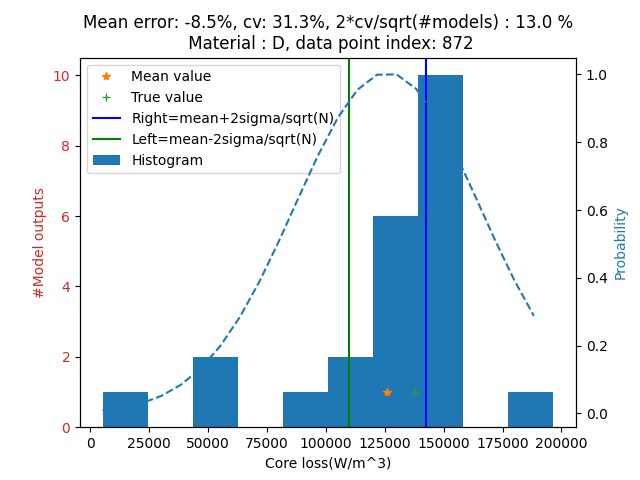 Mean error: -8.5%, cv: 31.3%, 2*cv/sqrt(#models) : 13.0 %
Material : D, data point index: 872
Mean value
True value
Right=mean+2sigma/sqrt(N)
Left=mean-2sigma/sqrt(N)
Histogram
#Model outputs
10
8
6
4
2
0
1.0
0.8
0.6
0.4
0.2
0.0
Probability
0 25000 50000 75000 100000 125000 150000 175000 200000
Core loss(W/m^3)